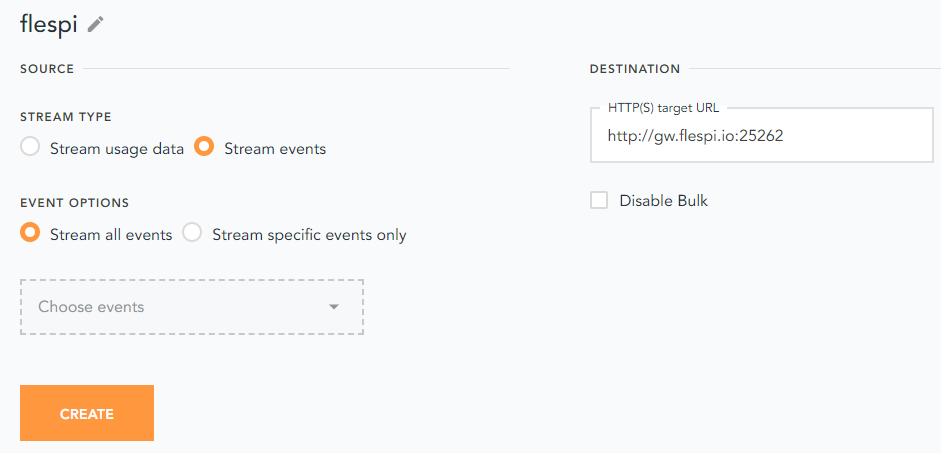 flespi
SOURCE
STREAM TYPE
Stream usage data Stream events
EVENT OPTIONS
Stream all events Stream specific events only
Choose events
CREATE
DESTINATION
HTTP(S) target URL
http://gw.flespi.io:25262
Disable Bulk